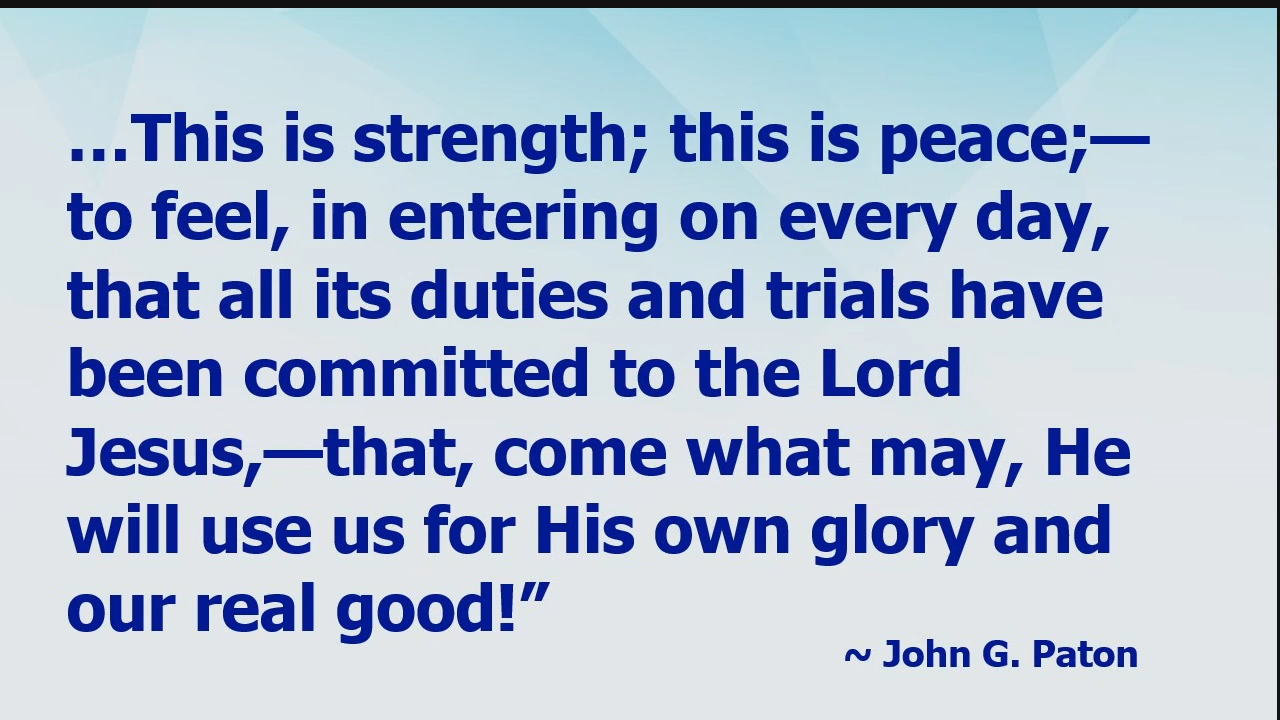 ...This is strength; this is peace;—
to feel, in entering on every day,
that all its duties and trials have
been committed to the Lord
Jesus,—that, come what may, He
will use us for His own glory and
our real good!”
~ John G. Paton